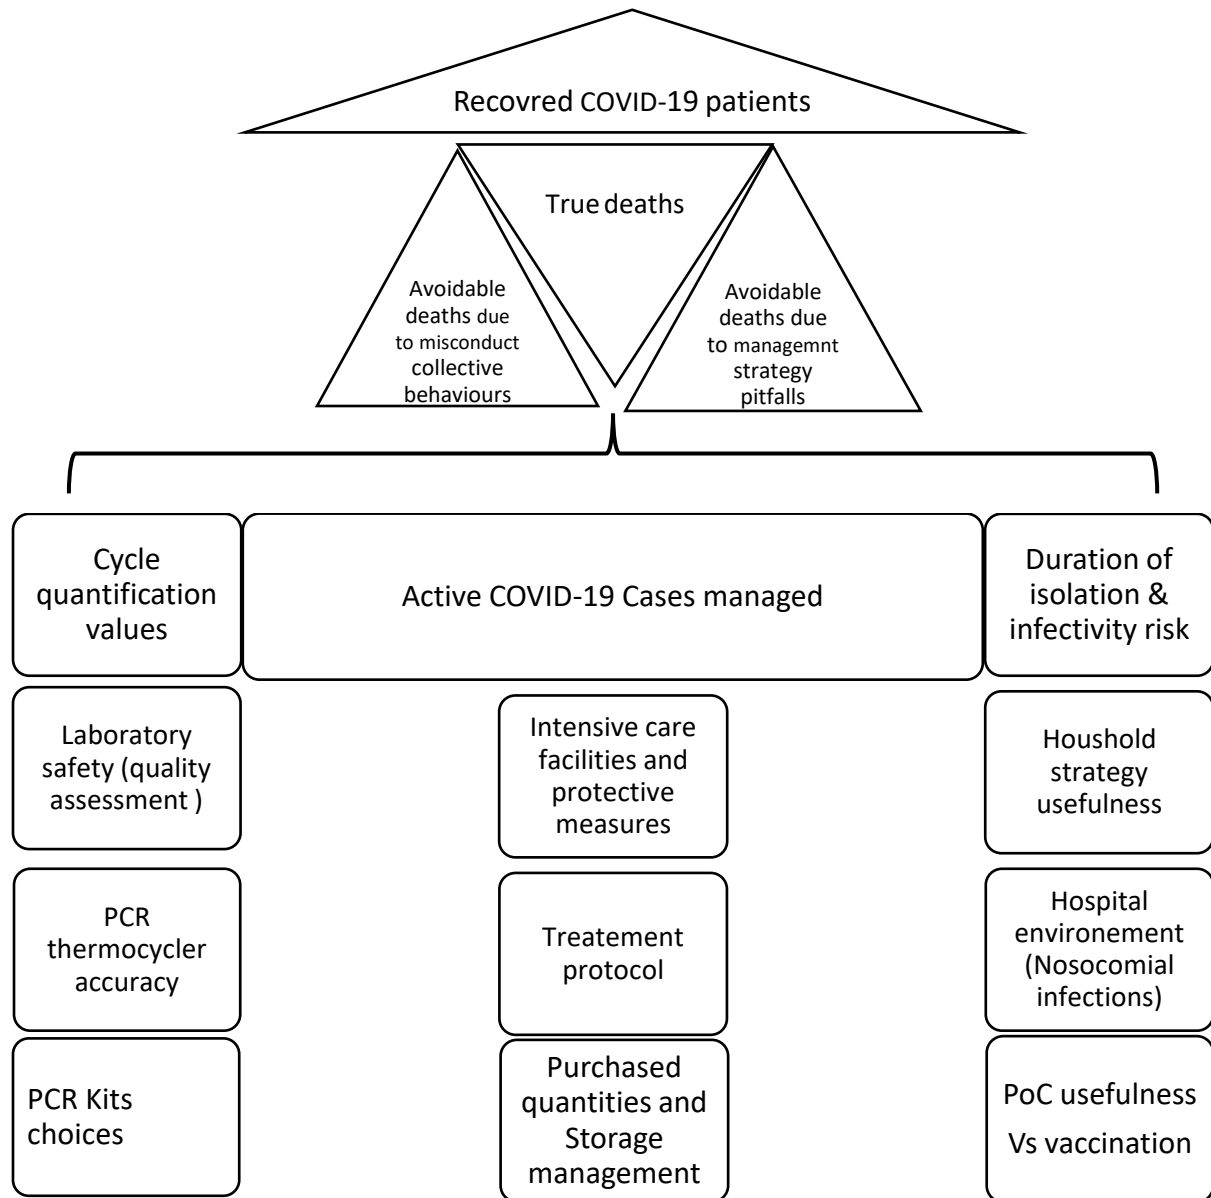 Recovred COVID-19 patients
True deaths
Avoidable
deaths due
to misconduct
collective
behaviours
Avoidable
deaths due
to managemnt
strategy
pitfalls
Cycle
quantification
values
Active COVID-19 Cases managed
Duration of
isolation &
infectivity risk
Laboratory
safety (quality
assessment )
Intensive care
facilities and
protective
measures
Houshold
strategy
usefulness
PCR
thermocycler
accuracy
Treatement
protocol
Hospital
environement
(Nosocomial
infections)
PCR Kits
choices
Purchased
quantities and
Storage
management
PoC usefulness
Vs vaccination